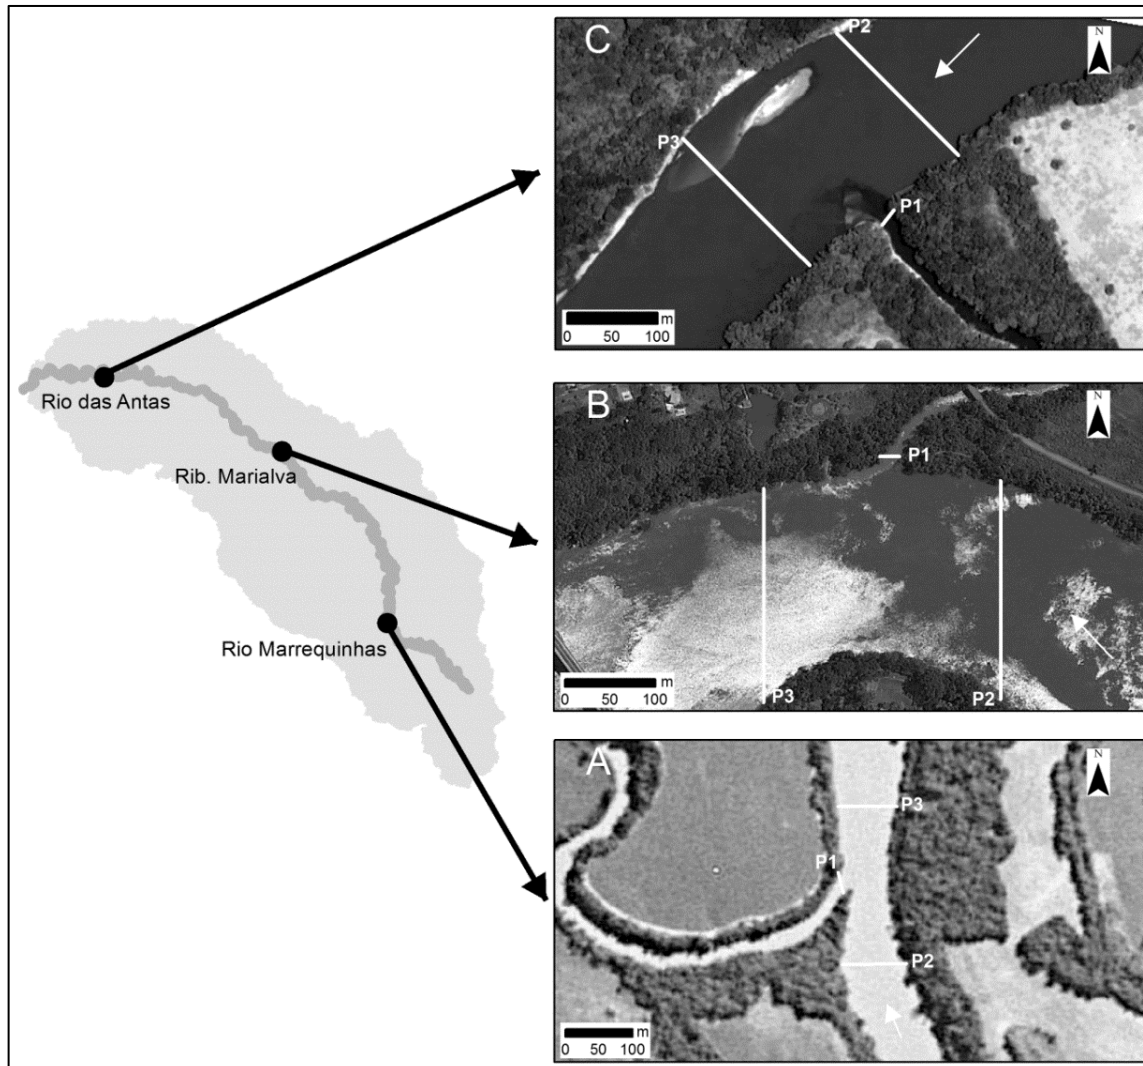 Rio das Antas
Rib. Marialva
Rio Marrequinhas
C
P2
N
P3
P1
m
0 50 100
B
N
P1
m
0 50 100
P3
P2
A
N
P3
P1
P2
m
0 50 100